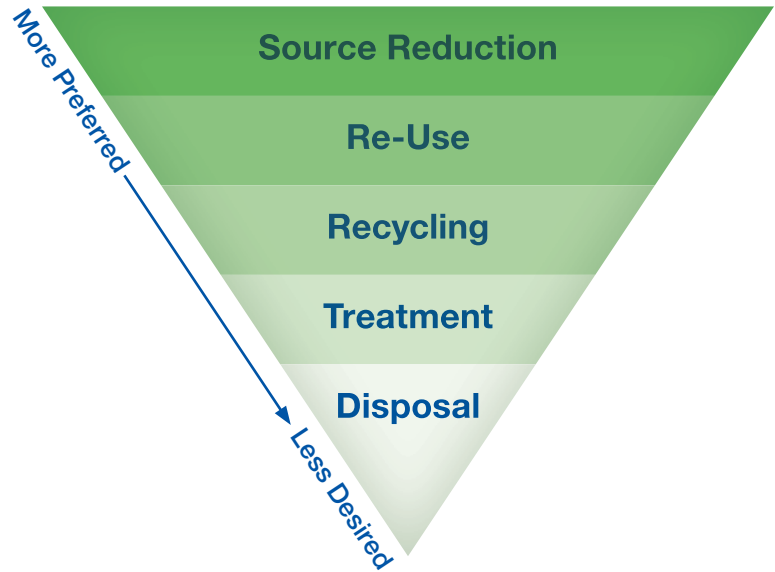 More Preferred
Source Reduction
Re-Use
Recycling
Treatment
Disposal
Less Desired